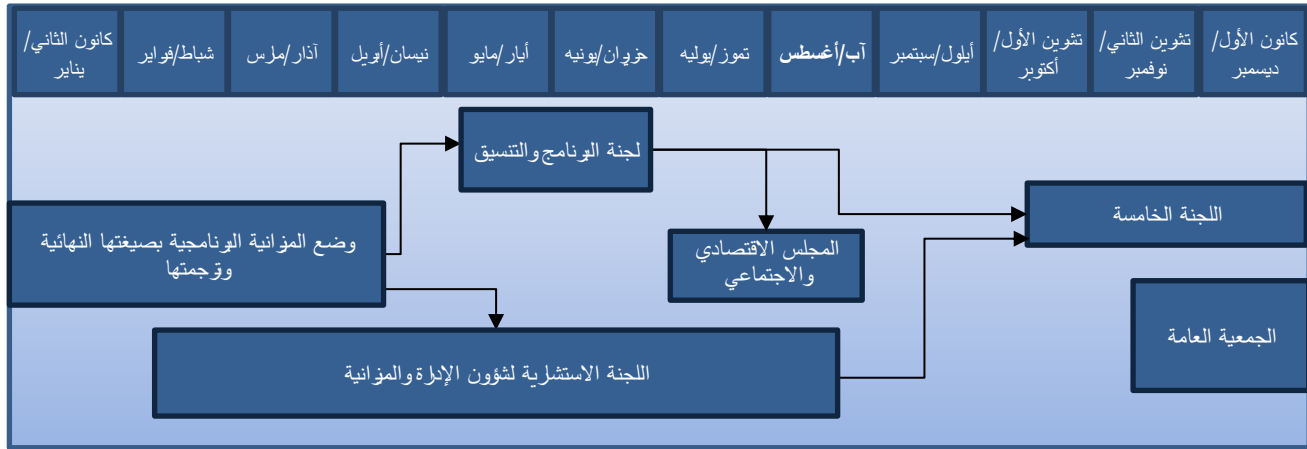 كانون الثاني/
يناير
شباط/فبراير
آذار/مارس
نيسان/أبريل
أيار/مايو
حزيران/يونيه
تموز/يوليه
آب/أغسطس
أيلول/سبتمبر
تشرين الأول/
أكتوبر
تشرين الثاني/
نوفمبر
كانون الأول/
ديسمبر
لجنة البرنامج والتنسيق
اللجنة الخامسة
وضع الميزانية البرنامجية بصيغتها النهائية
وترجمتها
المجلس الاقتصادي
والاجتماعي
الجمعية العامة
اللجنة الاستشارية لشؤون الإدارة والميزانية